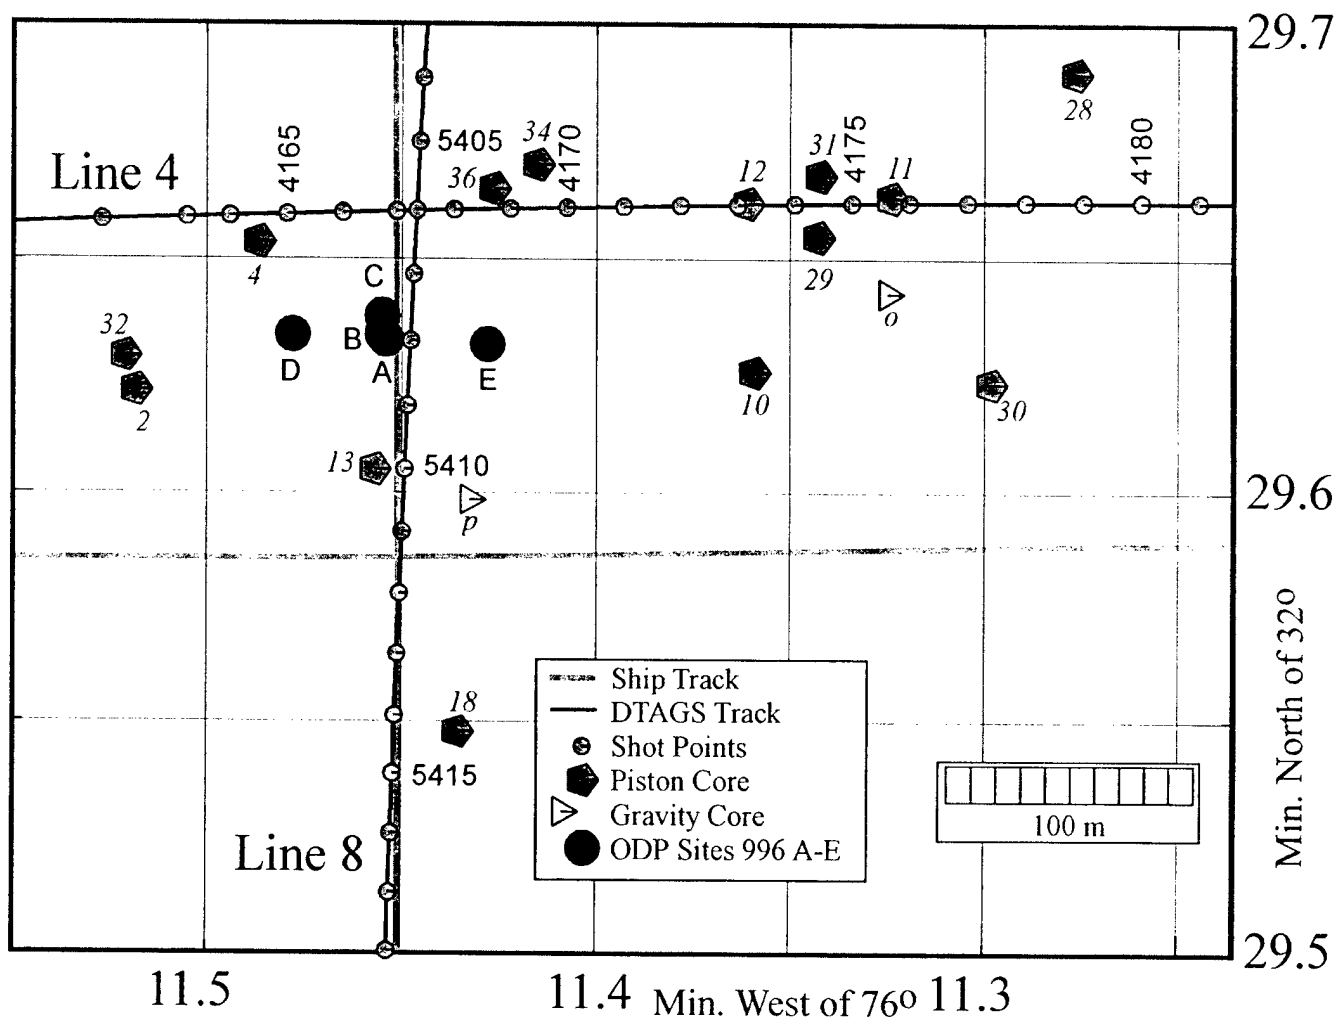 29.7
28
Line 4
4165
5405
34
4170
36
12
31
4175
11
4180
4
C
29
o
32
B
D
A
E
2
10
30
13
5410
p
29.6
Min. North of 32º
18
5415
Line 8
Ship Track
DTAGS Track
Shot Points
Piston Core
Gravity Core
ODP Sites 996 A-E
100 m
29.5
11.5
11.4
Min. West of 76º
11.3